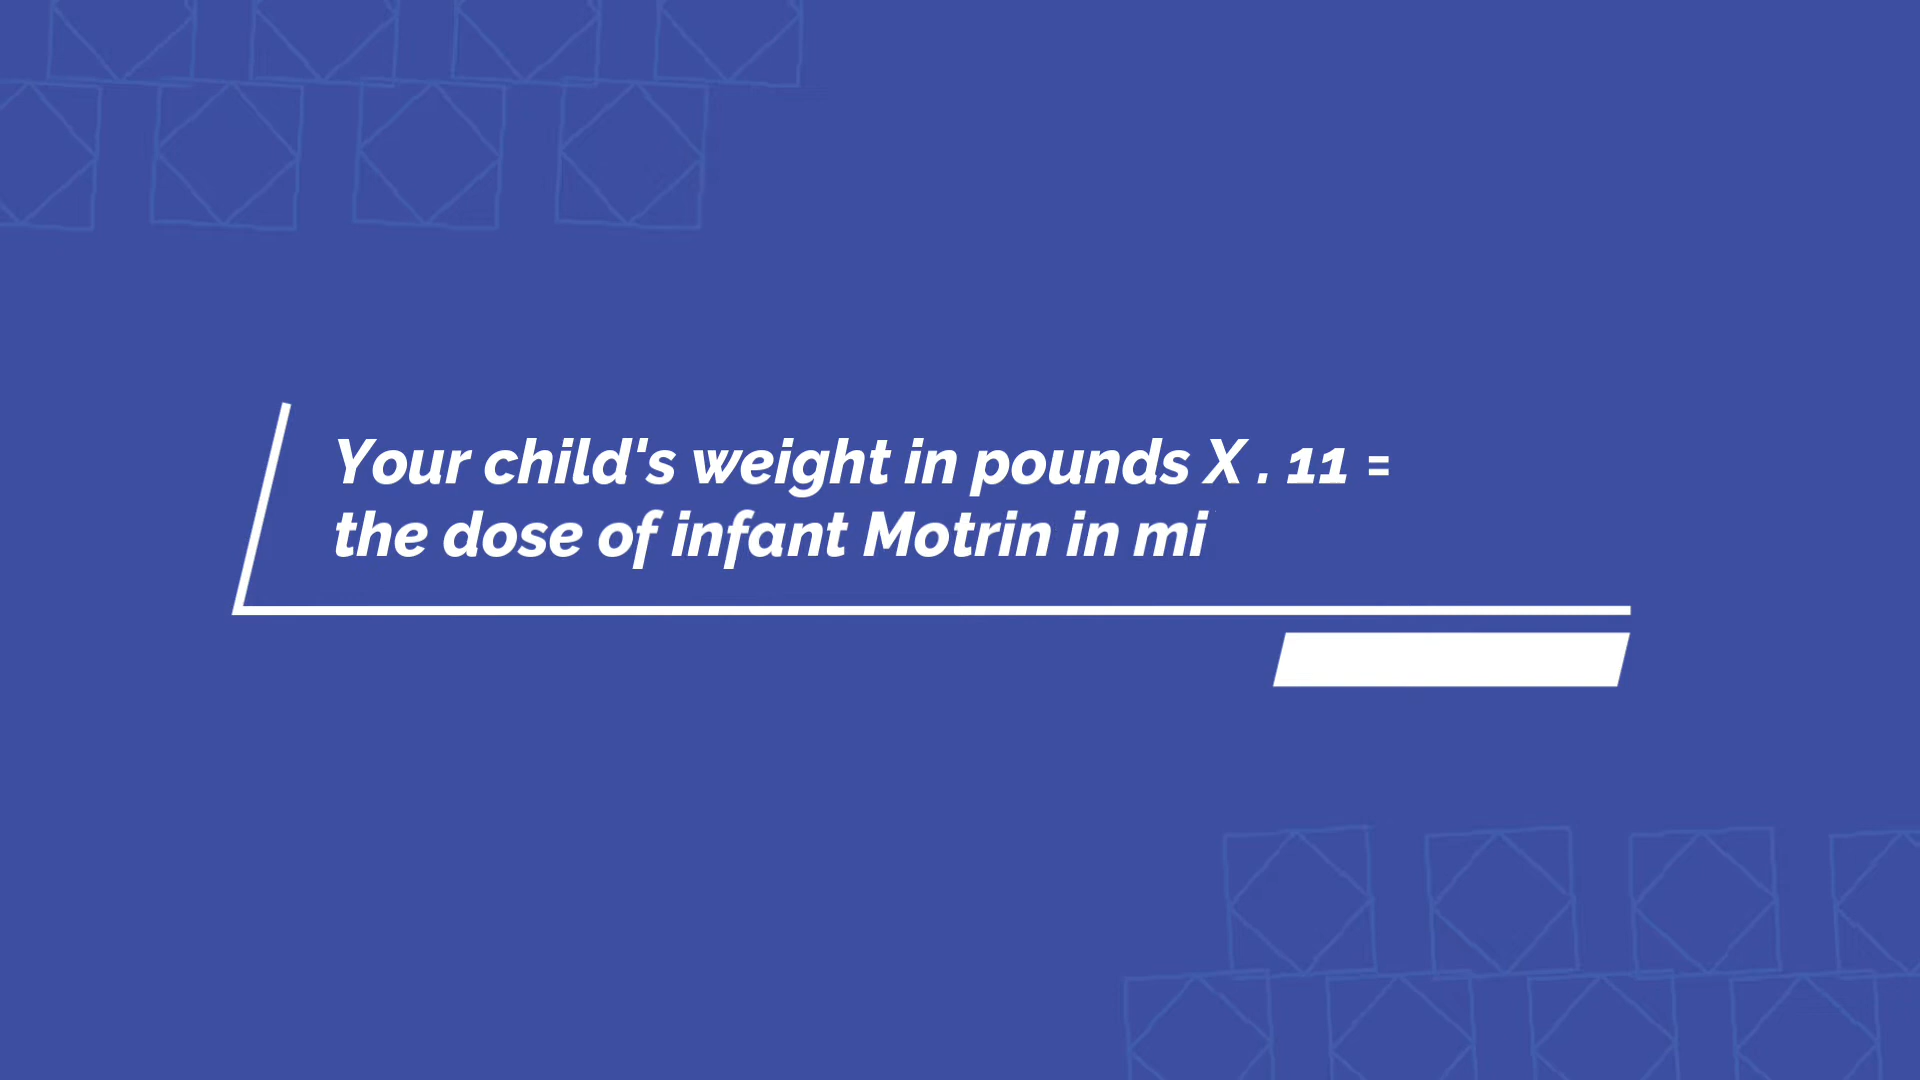 Your child's weight in pounds X . 11 =
the dose of infant Motrin in mi